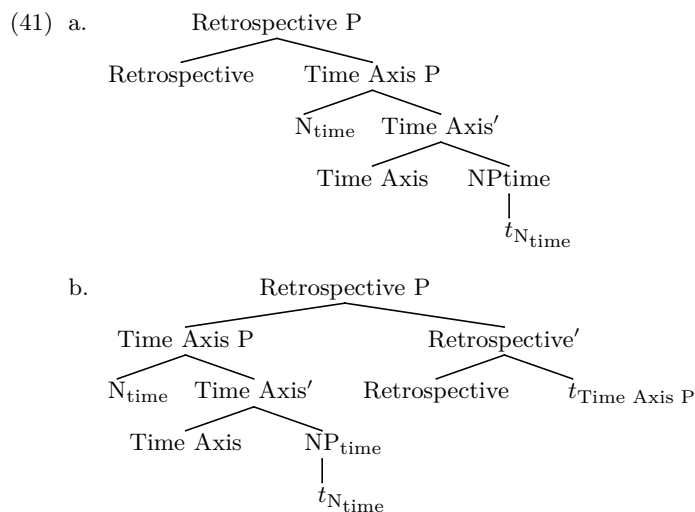 (41) a. Retrospective P
Retrospective Time Axis P
N_time Time Axis′
Time Axis NPtime
t_N_time
b. Retrospective P
Time Axis P Retrospective′
N_time Time Axis′ Retrospective t_Time Axis P
Time Axis NP_time
t_N_time